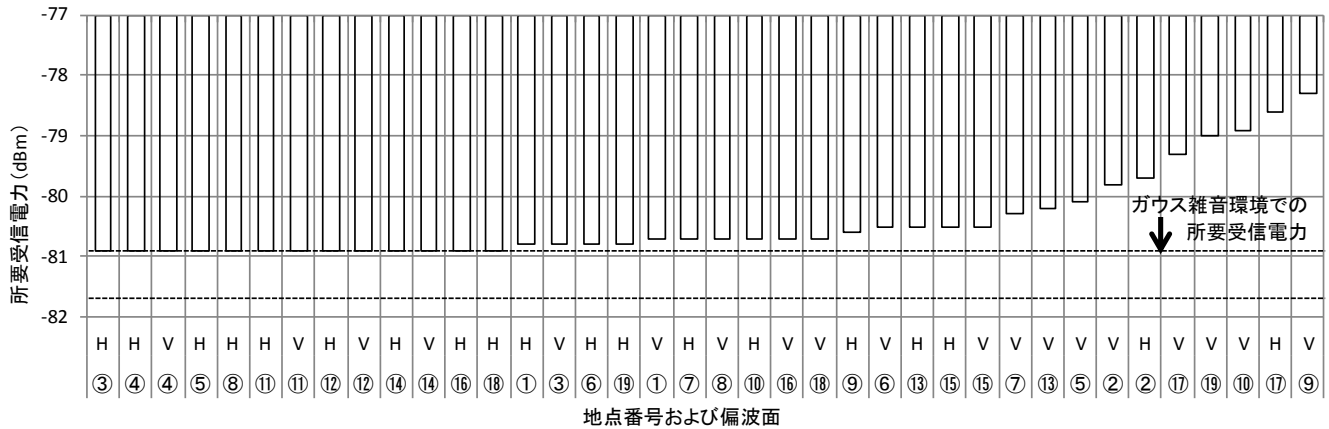 -77
-78
-79
-80
-81
-82
所要受信電力(dBm)
ガウス雑音環境での
所要受信電力
H H V H H H V H V H V H H H V H H V H V H V V H V H H V V V V V H V V V H V
③ ④ ④ ⑤ ⑧ ⑪ ⑪ ⑫ ⑫ ⑭ ⑭ ⑯ ⑱ ① ③ ⑥ ⑲ ① ⑦ ⑧ ⑩ ⑯ ⑱ ⑨ ⑥ ⑬ ⑮ ⑮ ⑦ ⑬ ⑤ ② ② ⑰ ⑲ ⑩ ⑰ ⑨
地点番号および偏波面